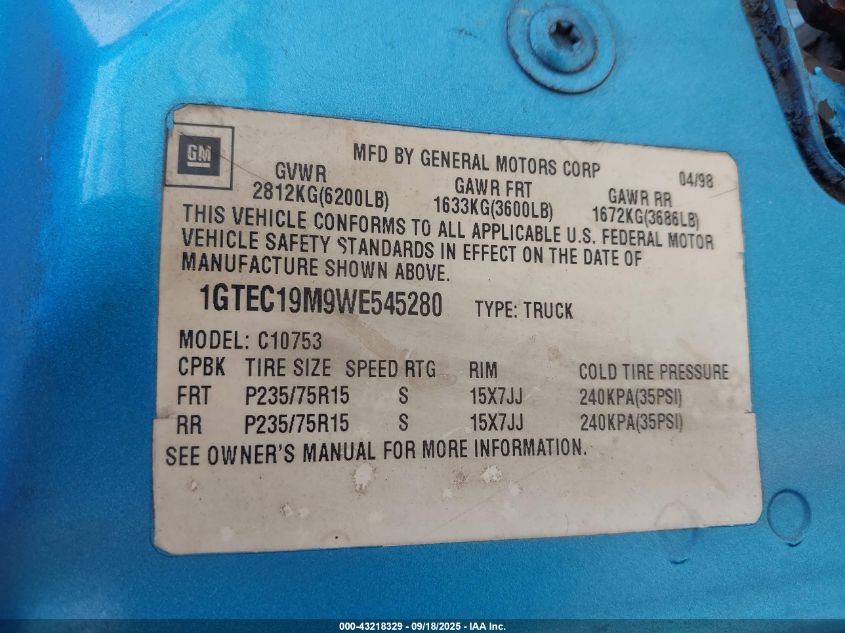 GM
MFD BY GENERAL MOTORS CORP 04/98
GVWR GAWR FRT GAWR RR
2812KG(6200LB) 1633KG(3600LB) 1672KG(3686LB)
THIS VEHICLE CONFORMS TO ALL APPLICABLE U.S. FEDERAL MOTOR
VEHICLE SAFETY STANDARDS IN EFFECT ON THE DATE OF
MANUFACTURE SHOWN ABOVE.
1GTEC19M9WE545280 TYPE: TRUCK
MODEL: C10753
CPBK TIRE SIZE SPEED RTG RIM COLD TIRE PRESSURE
FRT P235/75R15 S 15X7JJ 240KPA(35PSI)
RR P235/75R15 S 15X7JJ 240KPA(35PSI)
SEE OWNER'S MANUAL FOR MORE INFORMATION.
000-43218329 - 09/18/2025 - IAA Inc.